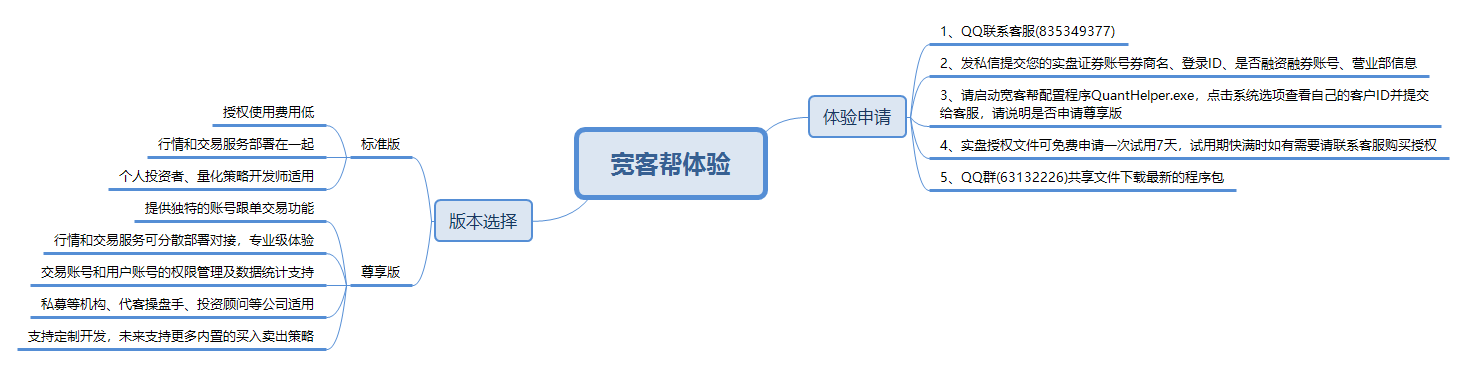 宽客帮体验
体验申请
1、QQ联系客服(835349377)
2、发私信提交您的实盘证券账号券商名、登录ID、是否融资融券账号、营业部信息
3、请启动宽客帮配置程序QuantHelper.exe，点击系统选项查看自己的客户ID并提交
给客服，请说明是否申请尊享版
4、实盘授权文件可免费申请一次试用7天，试用期快满时如有需要请联系客服购买授权
5、QQ群(63132226)共享文件下载最新的程序包
版本选择
标准版
授权使用费用低
行情和交易服务部署在一起
个人投资者、量化策略开发师适用
尊享版
提供独特的账号跟单交易功能
行情和交易服务可分散部署对接，专业级体验
交易账号和用户账号的权限管理及数据统计支持
私募等机构、代客操盘手、投资顾问等公司适用
支持定制开发，未来支持更多内置的买入卖出策略